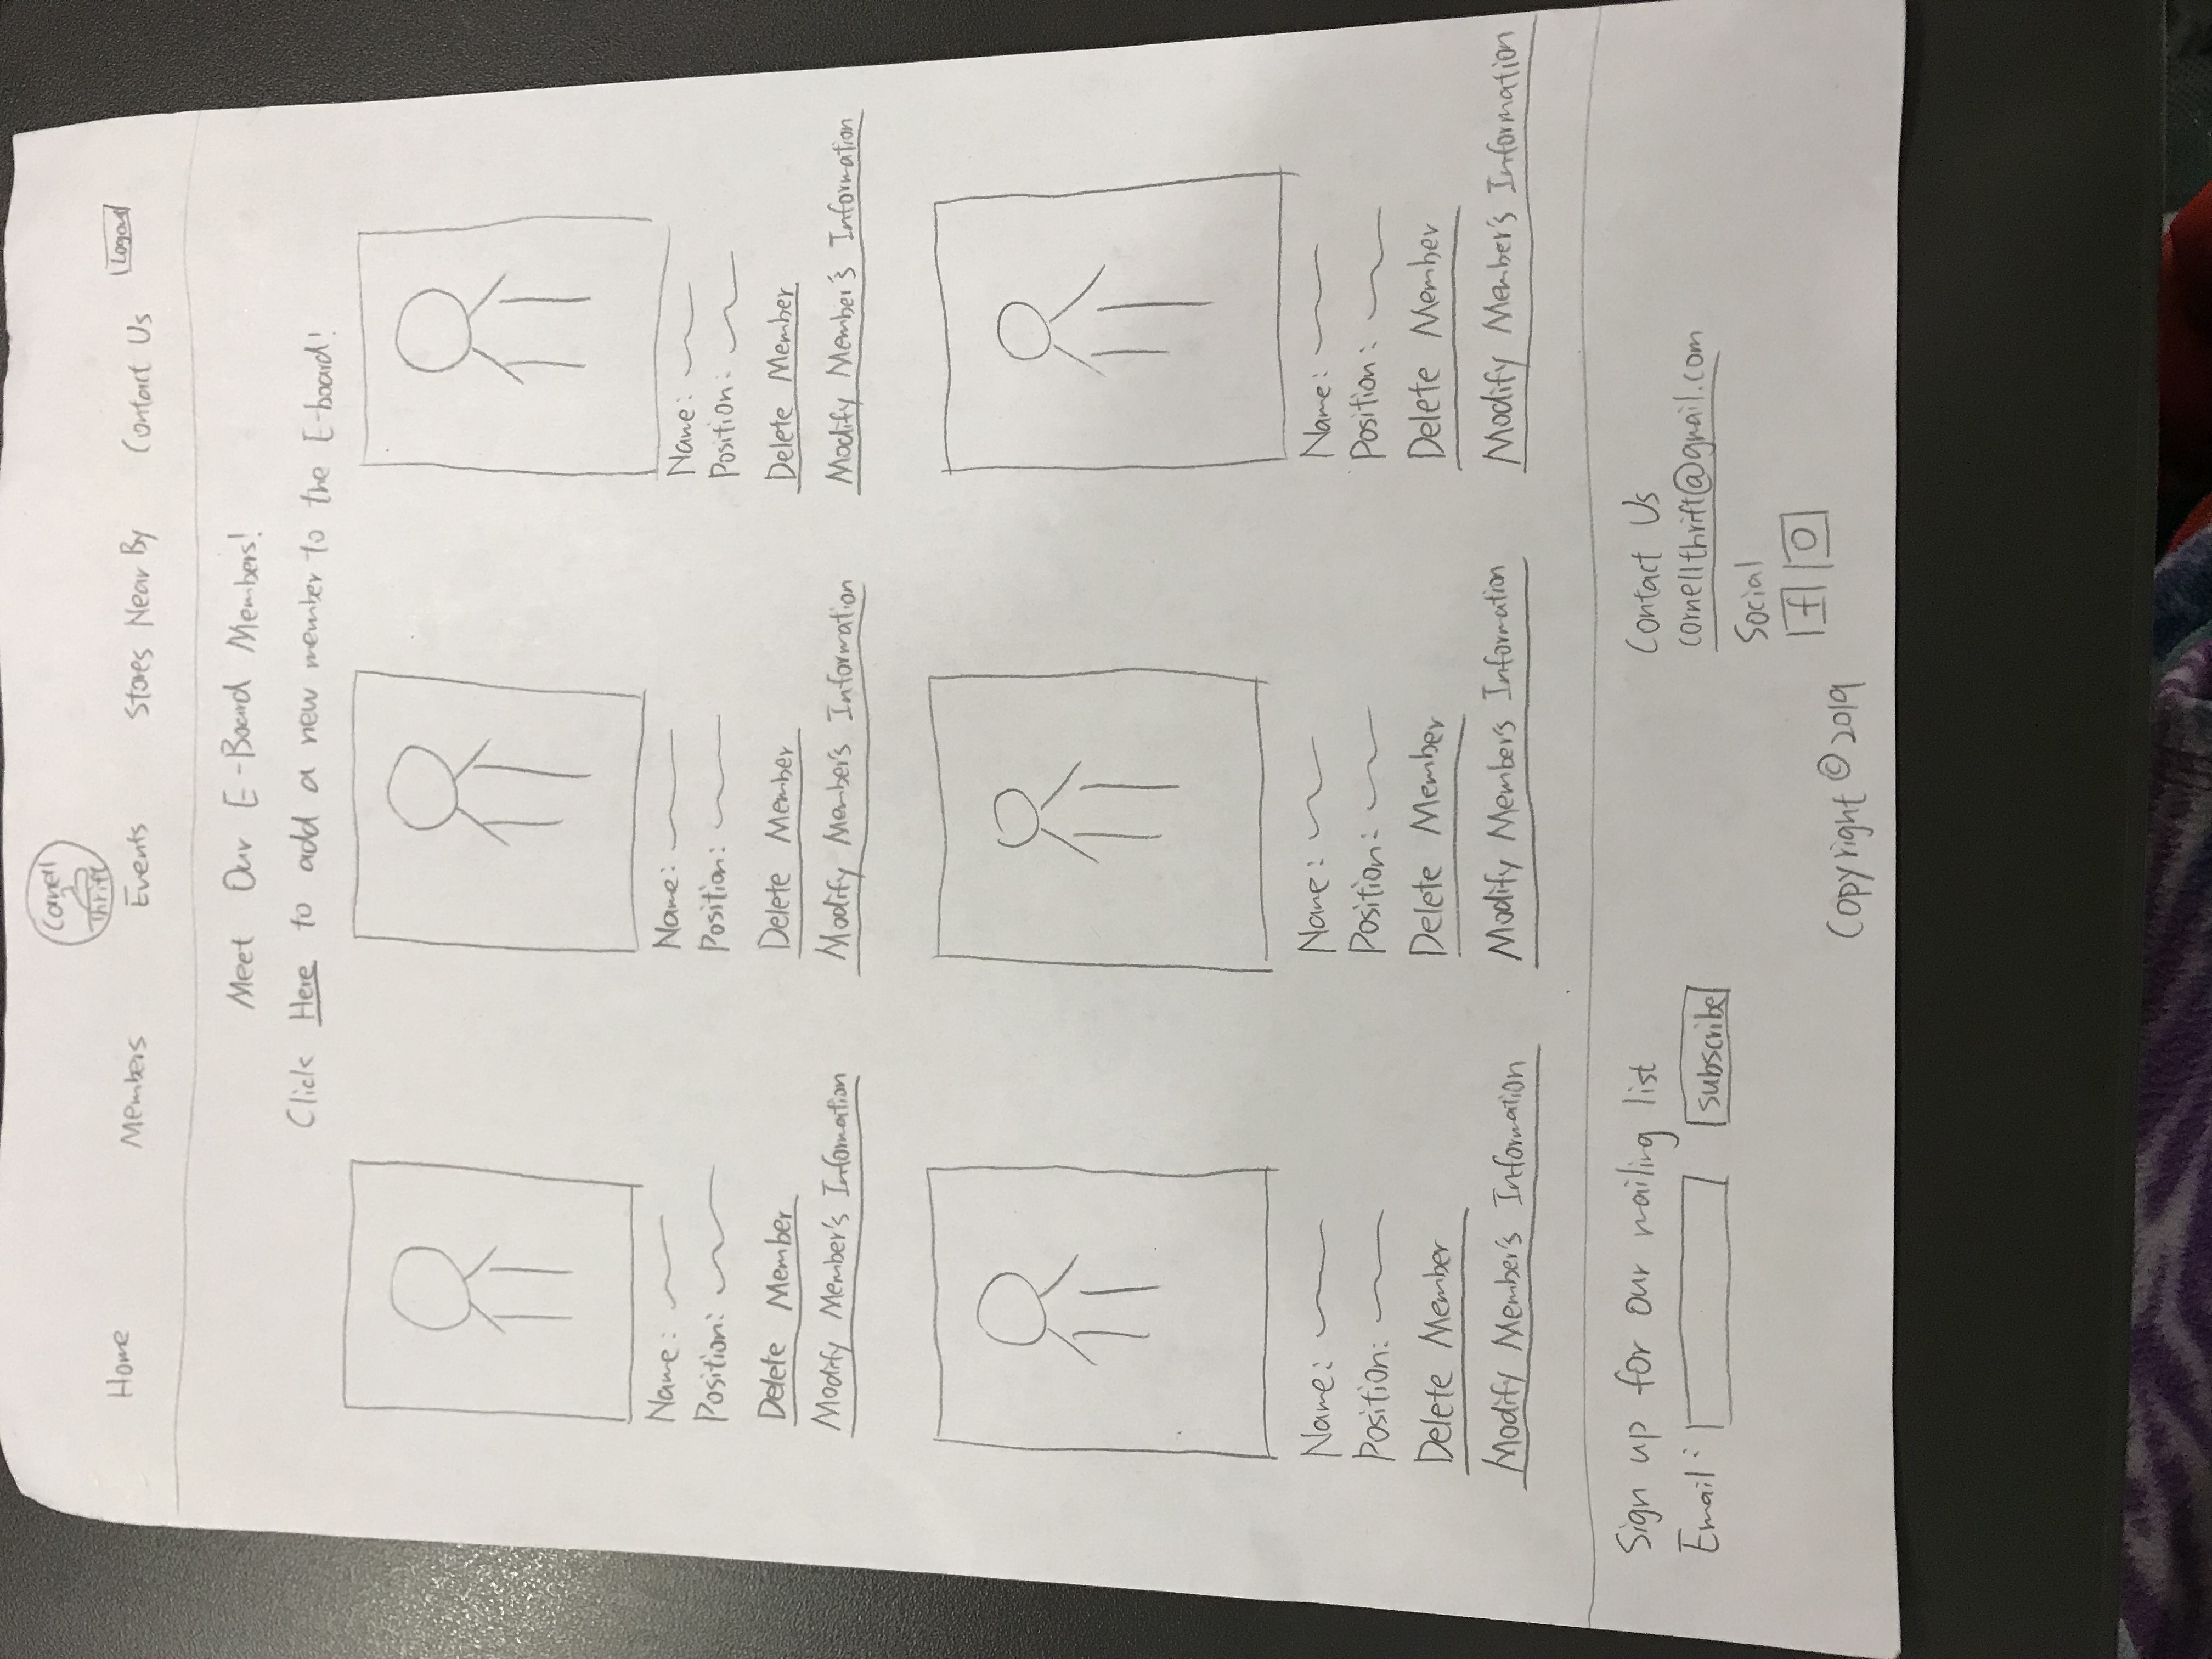 Cornell
Thrift
Home Members Events Stores Near By Contact Us Logout
Meet Our E-Board Members!
Click Here to add a new member to the E-board!
Name: Name: Name:
Position: Position: Position:
Delete Member Delete Member Delete Member
Modify Member's Information Modify Member's Information Modify Member's Information
Name: Name: Name:
Position: Position: Position:
Delete Member Delete Member Delete Member
Modify Member's Information Modify Member's Information Modify Member's Information
Sign up for our mailing list
Email: subscribe
Contact Us
cornellthrift@gmail.com
Social
f
Copyright © 2019